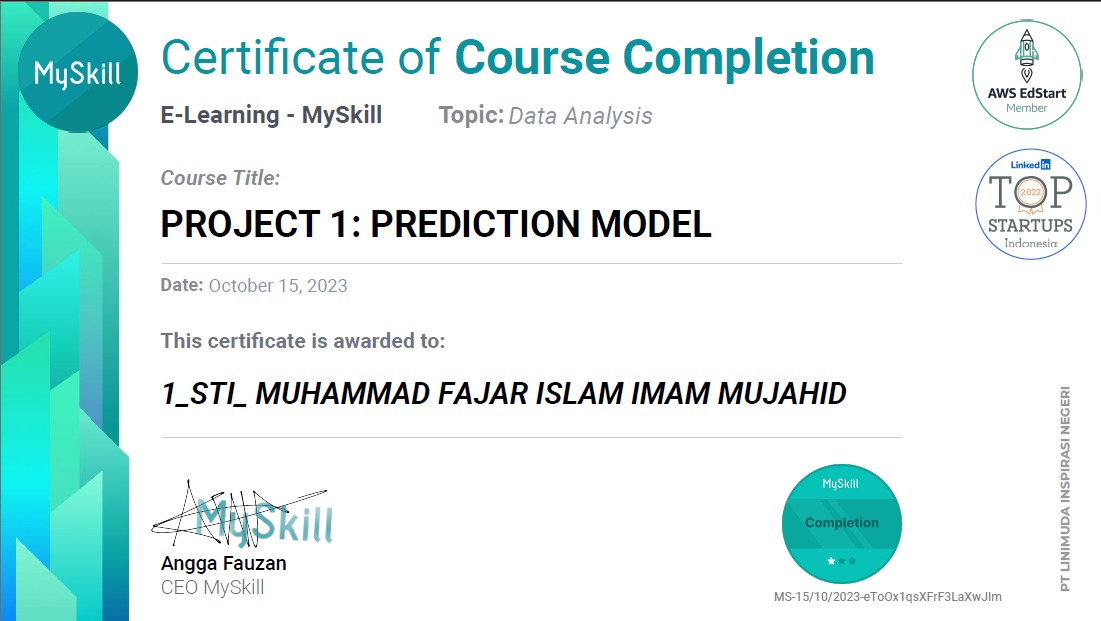 MySkill
Certificate of Course Completion
E-Learning - MySkill Topic: Data Analysis
Course Title:
PROJECT 1: PREDICTION MODEL
Date: October 15, 2023
This certificate is awarded to:
1_STI_ MUHAMMAD FAJAR ISLAM IMAM MUJAHID
MySkill
Angga Fauzan
CEO MySkill
MySkill
Completion
MS-15/10/2023-eToOx1qsXFrF3LaXwJlm
AWS EdStart
Member
Linked in
TOP
2022
STARTUPS
Indonesia
PT LINIMUDA INSPIRASI NEGERI